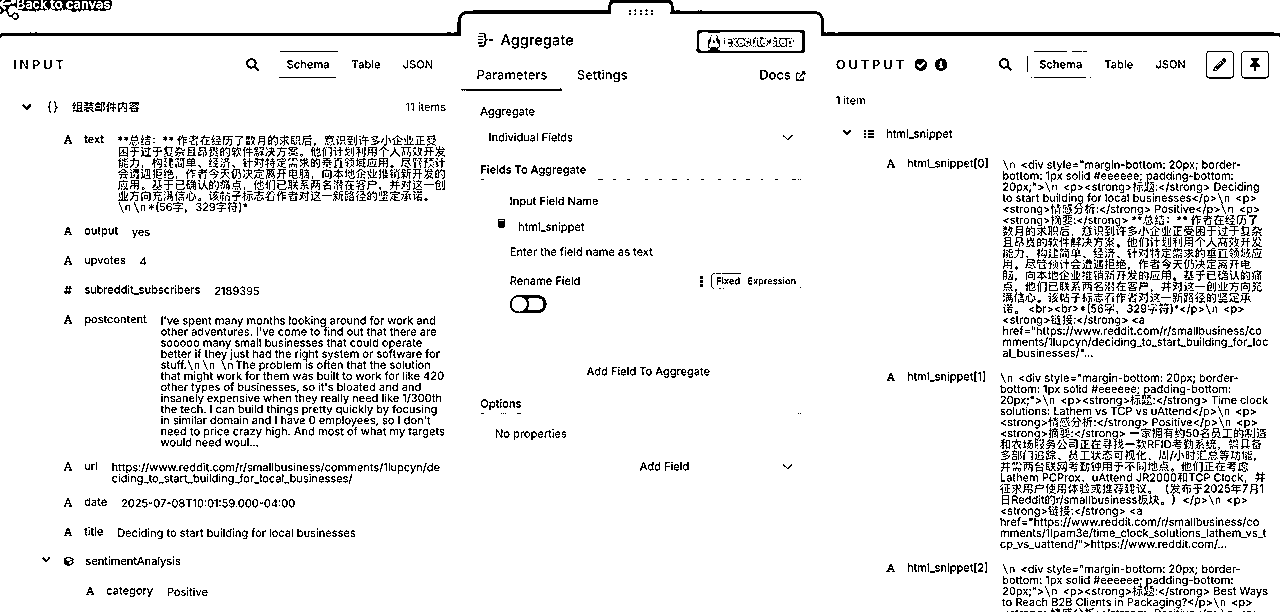 Back to canvas
INPUT
Schema
Table
JSON
组装邮件内容
11 items
A text **总结：** 作者在经历了数月的求职后，意识到许多小企业正受
困于过于复杂且昂贵的软件解决方案。他们计划利用个人高效开发
能力，构建简单、经济、针对特定需求的垂直领域应用。尽管预计
会遭遇拒绝，作者今天仍决定离开电脑，向本地企业推销新开发的
应用。基于已确认的痛点，他们已联系两名潜在客户，并对这一创
业方向充满信心。该帖子标志着作者对这一新路径的坚定承诺。
\n\n*(56字，329字符)*
A output yes
A upvotes 4
# subreddit_subscribers 2189395
A postcontent I've spent many months looking around for work and
other adventures. I've come to find out that there are
sooooo many small businesses that could operate
better if they just had the right system or software for
stuff.\n \n \n The problem is often that the solution
that might work for them was built to work for like 420
other types of businesses, so it's bloated and and
insanely expensive when they really need like 1/300th
the tech. I can build things pretty quickly by focusing
in similar domain and I have 0 employees, so I don't
need to price crazy high. And most of what my targets
would need woul...
A url https://www.reddit.com/r/smallbusiness/comments/1lupcyn/de
ciding_to_start_building_for_local_businesses/
A date 2025-07-08T10:01:59.000-04:00
A title Deciding to start building for local businesses
sentimentAnalysis
A category Positive
Aggregate
Execute step
Parameters
Settings
Docs
Aggregate
Individual Fields
Fields To Aggregate
Input Field Name
html_snippet
Enter the field name as text
Rename Field
Fixed Expression
Add Field To Aggregate
Options
No properties
Add Field
OUTPUT
Schema
Table
JSON
1 item
html_snippet
A html_snippet[0] \n <div style="margin-bottom: 20px; border-
bottom: 1px solid #eeeeee; padding-bottom:
20px;">\n <p><strong>标题:</strong> Deciding
to start building for local businesses</p>\n <p>
<strong>情感分析:</strong> Positive</p>\n <p>
<strong>摘要:</strong> **总结：** 作者在经历了
数月的求职后，意识到许多小企业正受困于过于复杂
且昂贵的软件解决方案。他们计划利用个人高效开发
能力，构建简单、经济、针对特定需求的垂直领域应
用。尽管预计会遭遇拒绝，作者今天仍决定离开电
脑，向本地企业推销新开发的应用。基于已确认的痛
点，他们已联系两名潜在客户，并对这一创业方向充
满信心。该帖子标志着作者对这一新路径的坚定承
诺。 <br><br>*(56字，329字符)*</p>\n <p>
<strong>链接:</strong> <a
href="https://www.reddit.com/r/smallbusiness/co
mments/1lupcyn/deciding_to_start_building_for_loc
al_businesses/"...
A html_snippet[1] \n <div style="margin-bottom: 20px; border-
bottom: 1px solid #eeeeee; padding-bottom:
20px;">\n <p><strong>标题:</strong> Time clock
solutions: Lathem vs TCP vs uAttend</p>\n <p>
<strong>情感分析:</strong> Positive</p>\n <p>
<strong>摘要:</strong> 一家拥有约50名员工的制造
和农场服务公司正在寻找一款RFID考勤系统，需具备
多部门追踪、员工状态可视化、周/小时汇总等功能，
并需两台联网考勤钟用于不同地点。他们正在考虑
Lathem PCProx、uAttend JR2000和TCP Clock，并
征求用户使用体验或推荐建议。（发布于2025年7月1
日Reddit的r/smallbusiness板块。）</p>\n <p>
<strong>链接:</strong> <a
href="https://www.reddit.com/r/smallbusiness/co
mments/1lpam3e/time_clock_solutions_lathem_vs_t
cp_vs_uattend/">https://www.reddit.com/...
A html_snippet[2] \n <div style="margin-bottom: 20px; border-
bottom: 1px solid #eeeeee; padding-bottom:
20px;">\n <p><strong>标题:</strong> Best Ways
to Reach B2B Clients in Packaging?</p>\n <p>